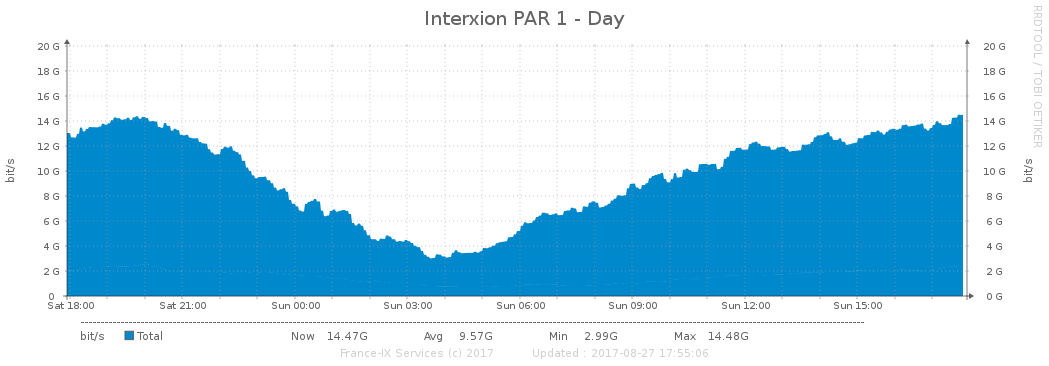 Interxion PAR 1 - Day
RRDTOOL / TOBI OETIKER
bit/s
20 G 20 G
18 G 18 G
16 G 16 G
14 G 14 G
12 G 12 G
10 G 10 G
8 G 8 G
6 G 6 G
4 G 4 G
2 G 2 G
0 0 G
bit/s
Sat 18:00 Sat 21:00 Sun 00:00 Sun 03:00 Sun 06:00 Sun 09:00 Sun 12:00 Sun 15:00
bit/s Total Now 14.47G Avg 9.57G Min 2.99G Max 14.48G
France-IX Services (c) 2017 Updated : 2017-08-27 17:55:06